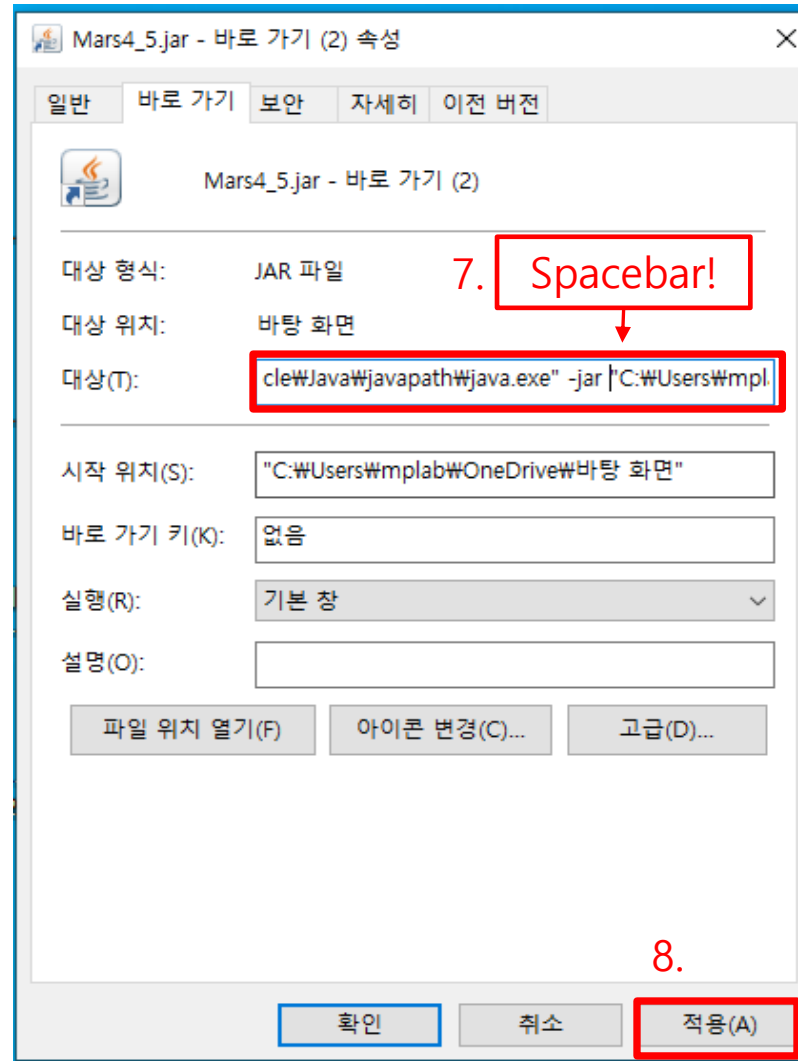 Mars4_5.jar - 바로 가기 (2) 속성
일반 바로 가기 보안 자세히 이전 버전
Mars4_5.jar - 바로 가기 (2)
대상 형식: JAR 파일
7. Spacebar!
대상 위치: 바탕 화면
대상(T): cle₩Java₩javapath₩java.exe" -jar "C:₩Users₩mpl
시작 위치(S): "C:₩Users₩mplab₩OneDrive₩바탕 화면"
바로 가기 키(K): 없음
실행(R): 기본 창
설명(O):
파일 위치 열기(F) 아이콘 변경(C)... 고급(D)...
8.
확인 취소 적용(A)